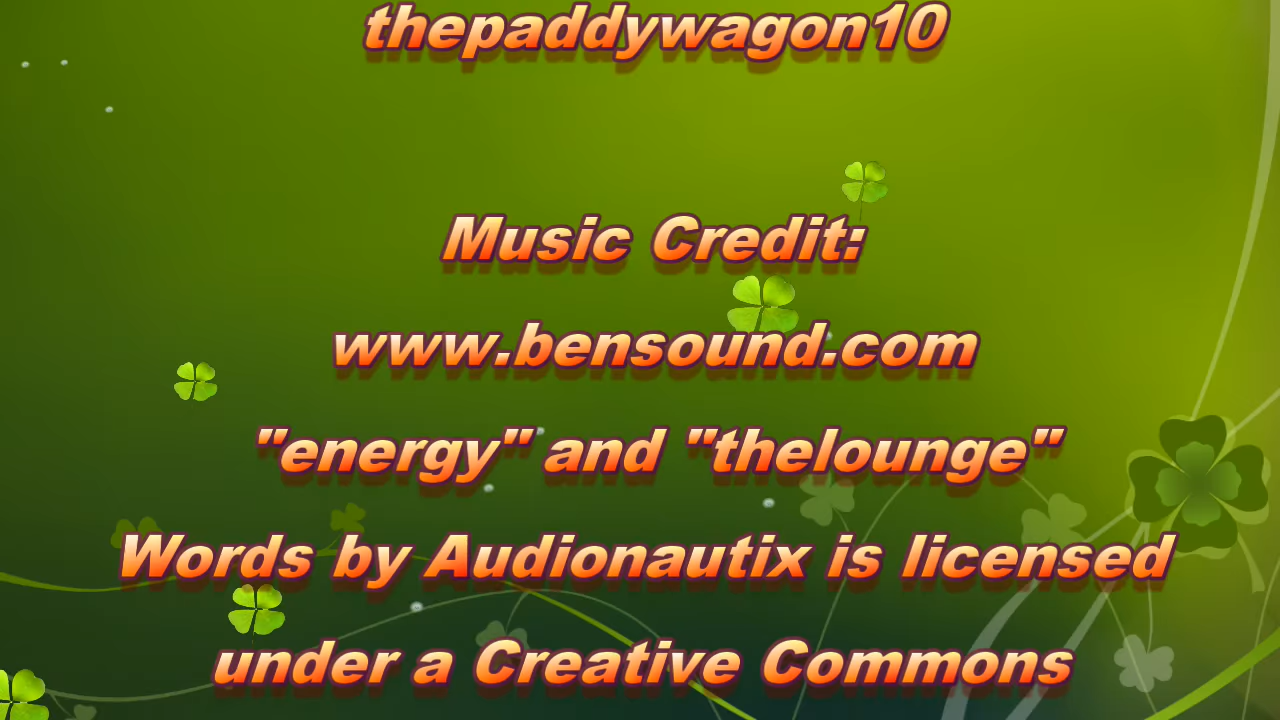 thepaddywagon10
Music Credit:
www.bensound.com
"energy" and "thelounge"
Words by Audionautix is licensed
under a Creative Commons